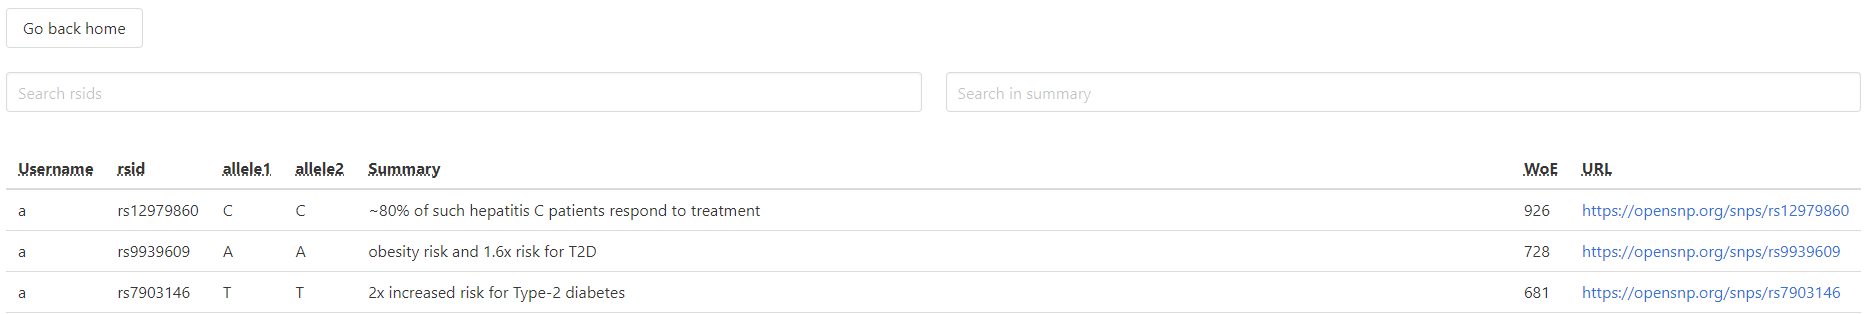 Go back home
Search rsids Search in summary
Username rsid allele1 allele2 Summary WoE URL
a rs12979860 C C ~80% of such hepatitis C patients respond to treatment 926 https://opensnp.org/snps/rs12979860
a rs9939609 A A obesity risk and 1.6x risk for T2D 728 https://opensnp.org/snps/rs9939609
a rs7903146 T T 2x increased risk for Type-2 diabetes 681 https://opensnp.org/snps/rs7903146